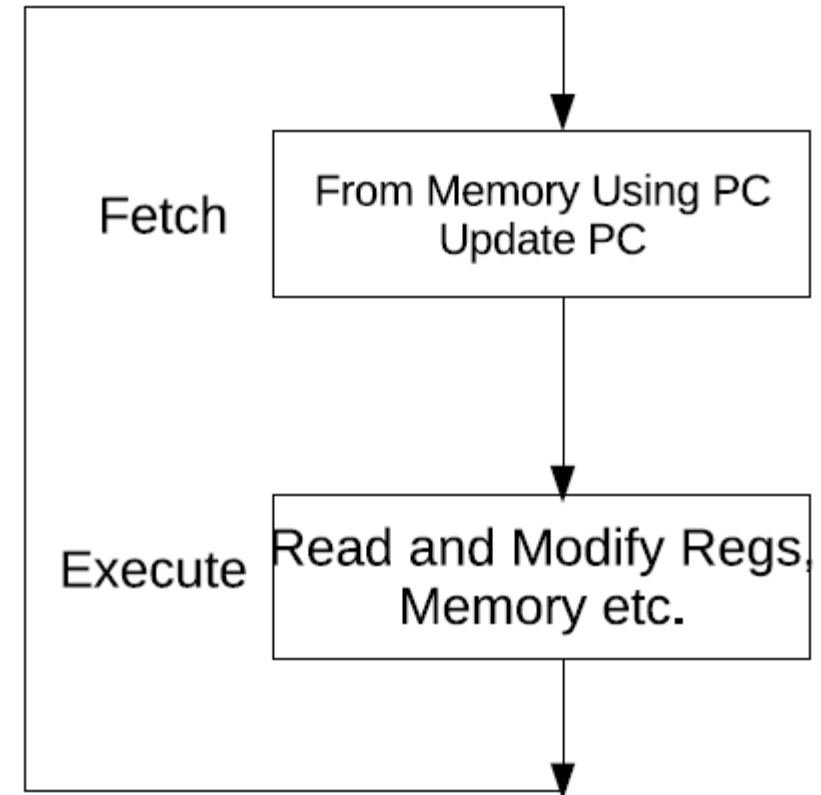 Fetch
From Memory Using PC
Update PC
Execute
Read and Modify Regs,
Memory etc.